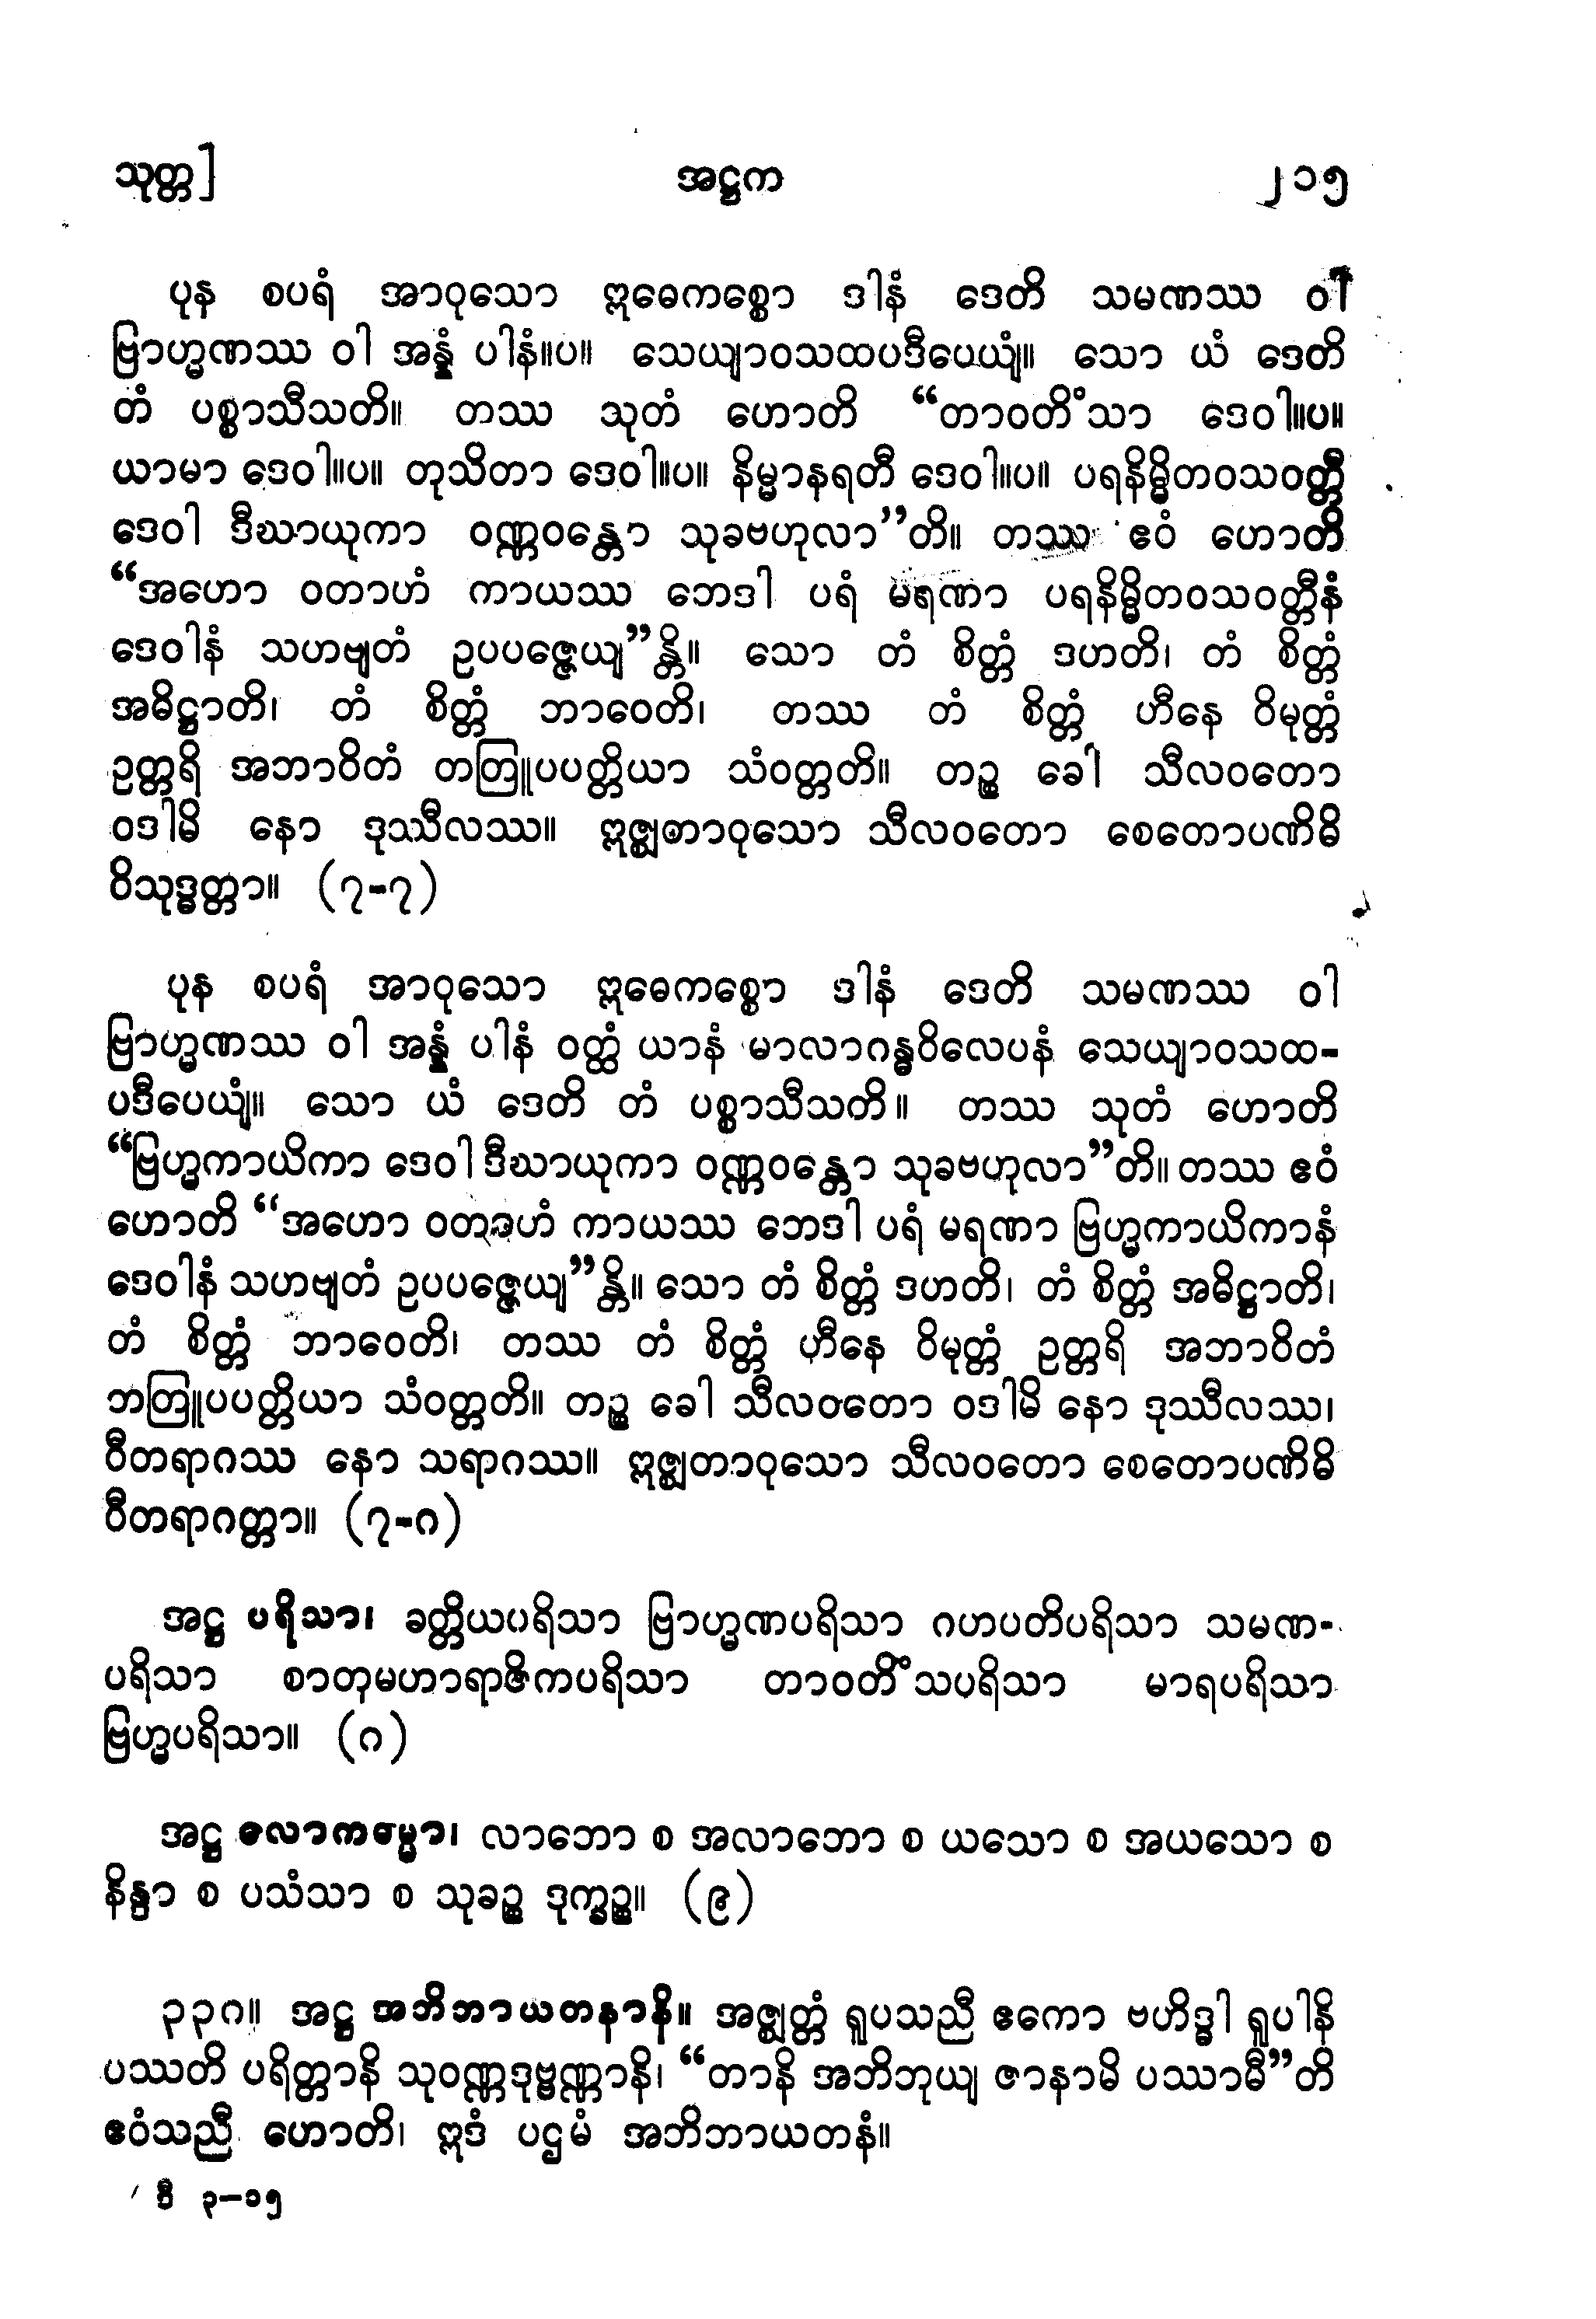 သုတ္တ] အဋ္ဌက ၂၁၅
ပုန စပရံ အာဝုသော ဣဓေကစ္စော ဒါနံ ဒေတိ သမဏဿ ဝါ
ဗြာဟ္မဏဿ ဝါ အန္နံ ပါနံ။ပ။ သေယျာဝသထပဒီပေယျံ။ သော ယံ ဒေတိ
တံ ပစ္စာသီသတိ။ တဿ သုတံ ဟောတိ “တာဝတိံသာ ဒေဝါ။ပ။
ယာမာ ဒေဝါ။ပ။ တုသိတာ ဒေဝါ။ပ။ နိမ္မာနရတီ ဒေဝါ။ပ။ ပရနိမ္မိတဝသဝတ္တီ
ဒေဝါ ဒီဃာယုကာ ဝဏ္ဏဝန္တော သုခဗဟုလာ”တိ။ တဿ ဧဝံ ဟောတိ
“အဟော ဝတာဟံ ကာယဿ ဘေဒါ ပရံ မရဏာ ပရနိမ္မိတဝသဝတ္တီနံ
ဒေဝါနံ သဟဗျတံ ဥပပဇ္ဇေယျ”န္တိ။ သော တံ စိတ္တံ ဒဟတိ၊ တံ စိတ္တံ
အဓိဋ္ဌာတိ၊ တံ စိတ္တံ ဘာဝေတိ၊ တဿ တံ စိတ္တံ ဟီနေ ဝိမုတ္တံ
ဥတ္တရိ အဘာဝိတံ တတြူပပတ္တိယာ သံဝတ္တတိ။ တဉ္စ ခေါ သီလဝတော
ဝဒါမိ နော ဒုဿီလဿ။ ဣဇ္ဈတာဝုသော သီလဝတော စေတောပဏိဓိ
ဝိသုဒ္ဓတ္တာ။ (၇-၇)
ပုန စပရံ အာဝုသော ဣဓေကစ္စော ဒါနံ ဒေတိ သမဏဿ ဝါ
ဗြာဟ္မဏဿ ဝါ အန္နံ ပါနံ ဝတ္ထံ ယာနံ မာလာဂန္ဓဝိလေပနံ သေယျာဝသထ-
ပဒီပေယျံ။ သော ယံ ဒေတိ တံ ပစ္စာသီသတိ။ တဿ သုတံ ဟောတိ
“ဗြဟ္မကာယိကာ ဒေဝါ ဒီဃာယုကာ ဝဏ္ဏဝန္တော သုခဗဟုလာ”တိ။ တဿ ဧဝံ
ဟောတိ “အဟော ဝတာဟံ ကာယဿ ဘေဒါ ပရံ မရဏာ ဗြဟ္မကာယိကာနံ
ဒေဝါနံ သဟဗျတံ ဥပပဇ္ဇေယျ”န္တိ။ သော တံ စိတ္တံ ဒဟတိ၊ တံ စိတ္တံ အဓိဋ္ဌာတိ၊
တံ စိတ္တံ ဘာဝေတိ၊ တဿ တံ စိတ္တံ ဟီနေ ဝိမုတ္တံ ဥတ္တရိ အဘာဝိတံ
တတြူပပတ္တိယာ သံဝတ္တတိ။ တဉ္စ ခေါ သီလဝတော ဝဒါမိ နော ဒုဿီလဿ၊
ဝီတရာဂဿ နော သရာဂဿ။ ဣဇ္ဈတာဝုသော သီလဝတော စေတောပဏိဓိ
ဝီတရာဂတ္တာ။ (၇-ဂ)
အဋ္ဌ ပရိသာ၊ ခတ္တိယပရိသာ ဗြာဟ္မဏပရိသာ ဂဟပတိပရိသာ သမဏ-
ပရိသာ စာတုမဟာရာဇိကပရိသာ တာဝတိံသပရိသာ မာရပရိသာ
ဗြဟ္မပရိသာ။ (ဂ)
အဋ္ဌ လောကဓမ္မာ၊ လာဘော စ အလာဘော စ ယသော စ အယသော စ
နိန္ဒာ စ ပသံသာ စ သုခဉ္စ ဒုက္ခဉ္စ။ (၉)
၃၃ဂ။ အဋ္ဌ အဘိဘာယတနာနိ။ အဇ္ဈတ္တံ ရူပသညီ ဧကော ဗဟိဒ္ဓါ ရူပါနိ
ပဿတိ ပရိတ္တာနိ သုဝဏ္ဏဒုဗ္ဗဏ္ဏာနိ၊ “တာနိ အဘိဘုယျ ဇာနာမိ ပဿာမီ”တိ
ဧဝံသညီ ဟောတိ၊ ဣဒံ ပဌမံ အဘိဘာယတနံ။
ဒီ ၃—၁၅